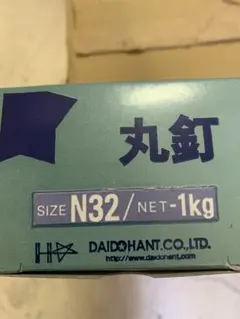 丸釘
SIZE N32/NET-1kg
DAIDOHANT.CO.,LTD.
http://www.daidohant.com/